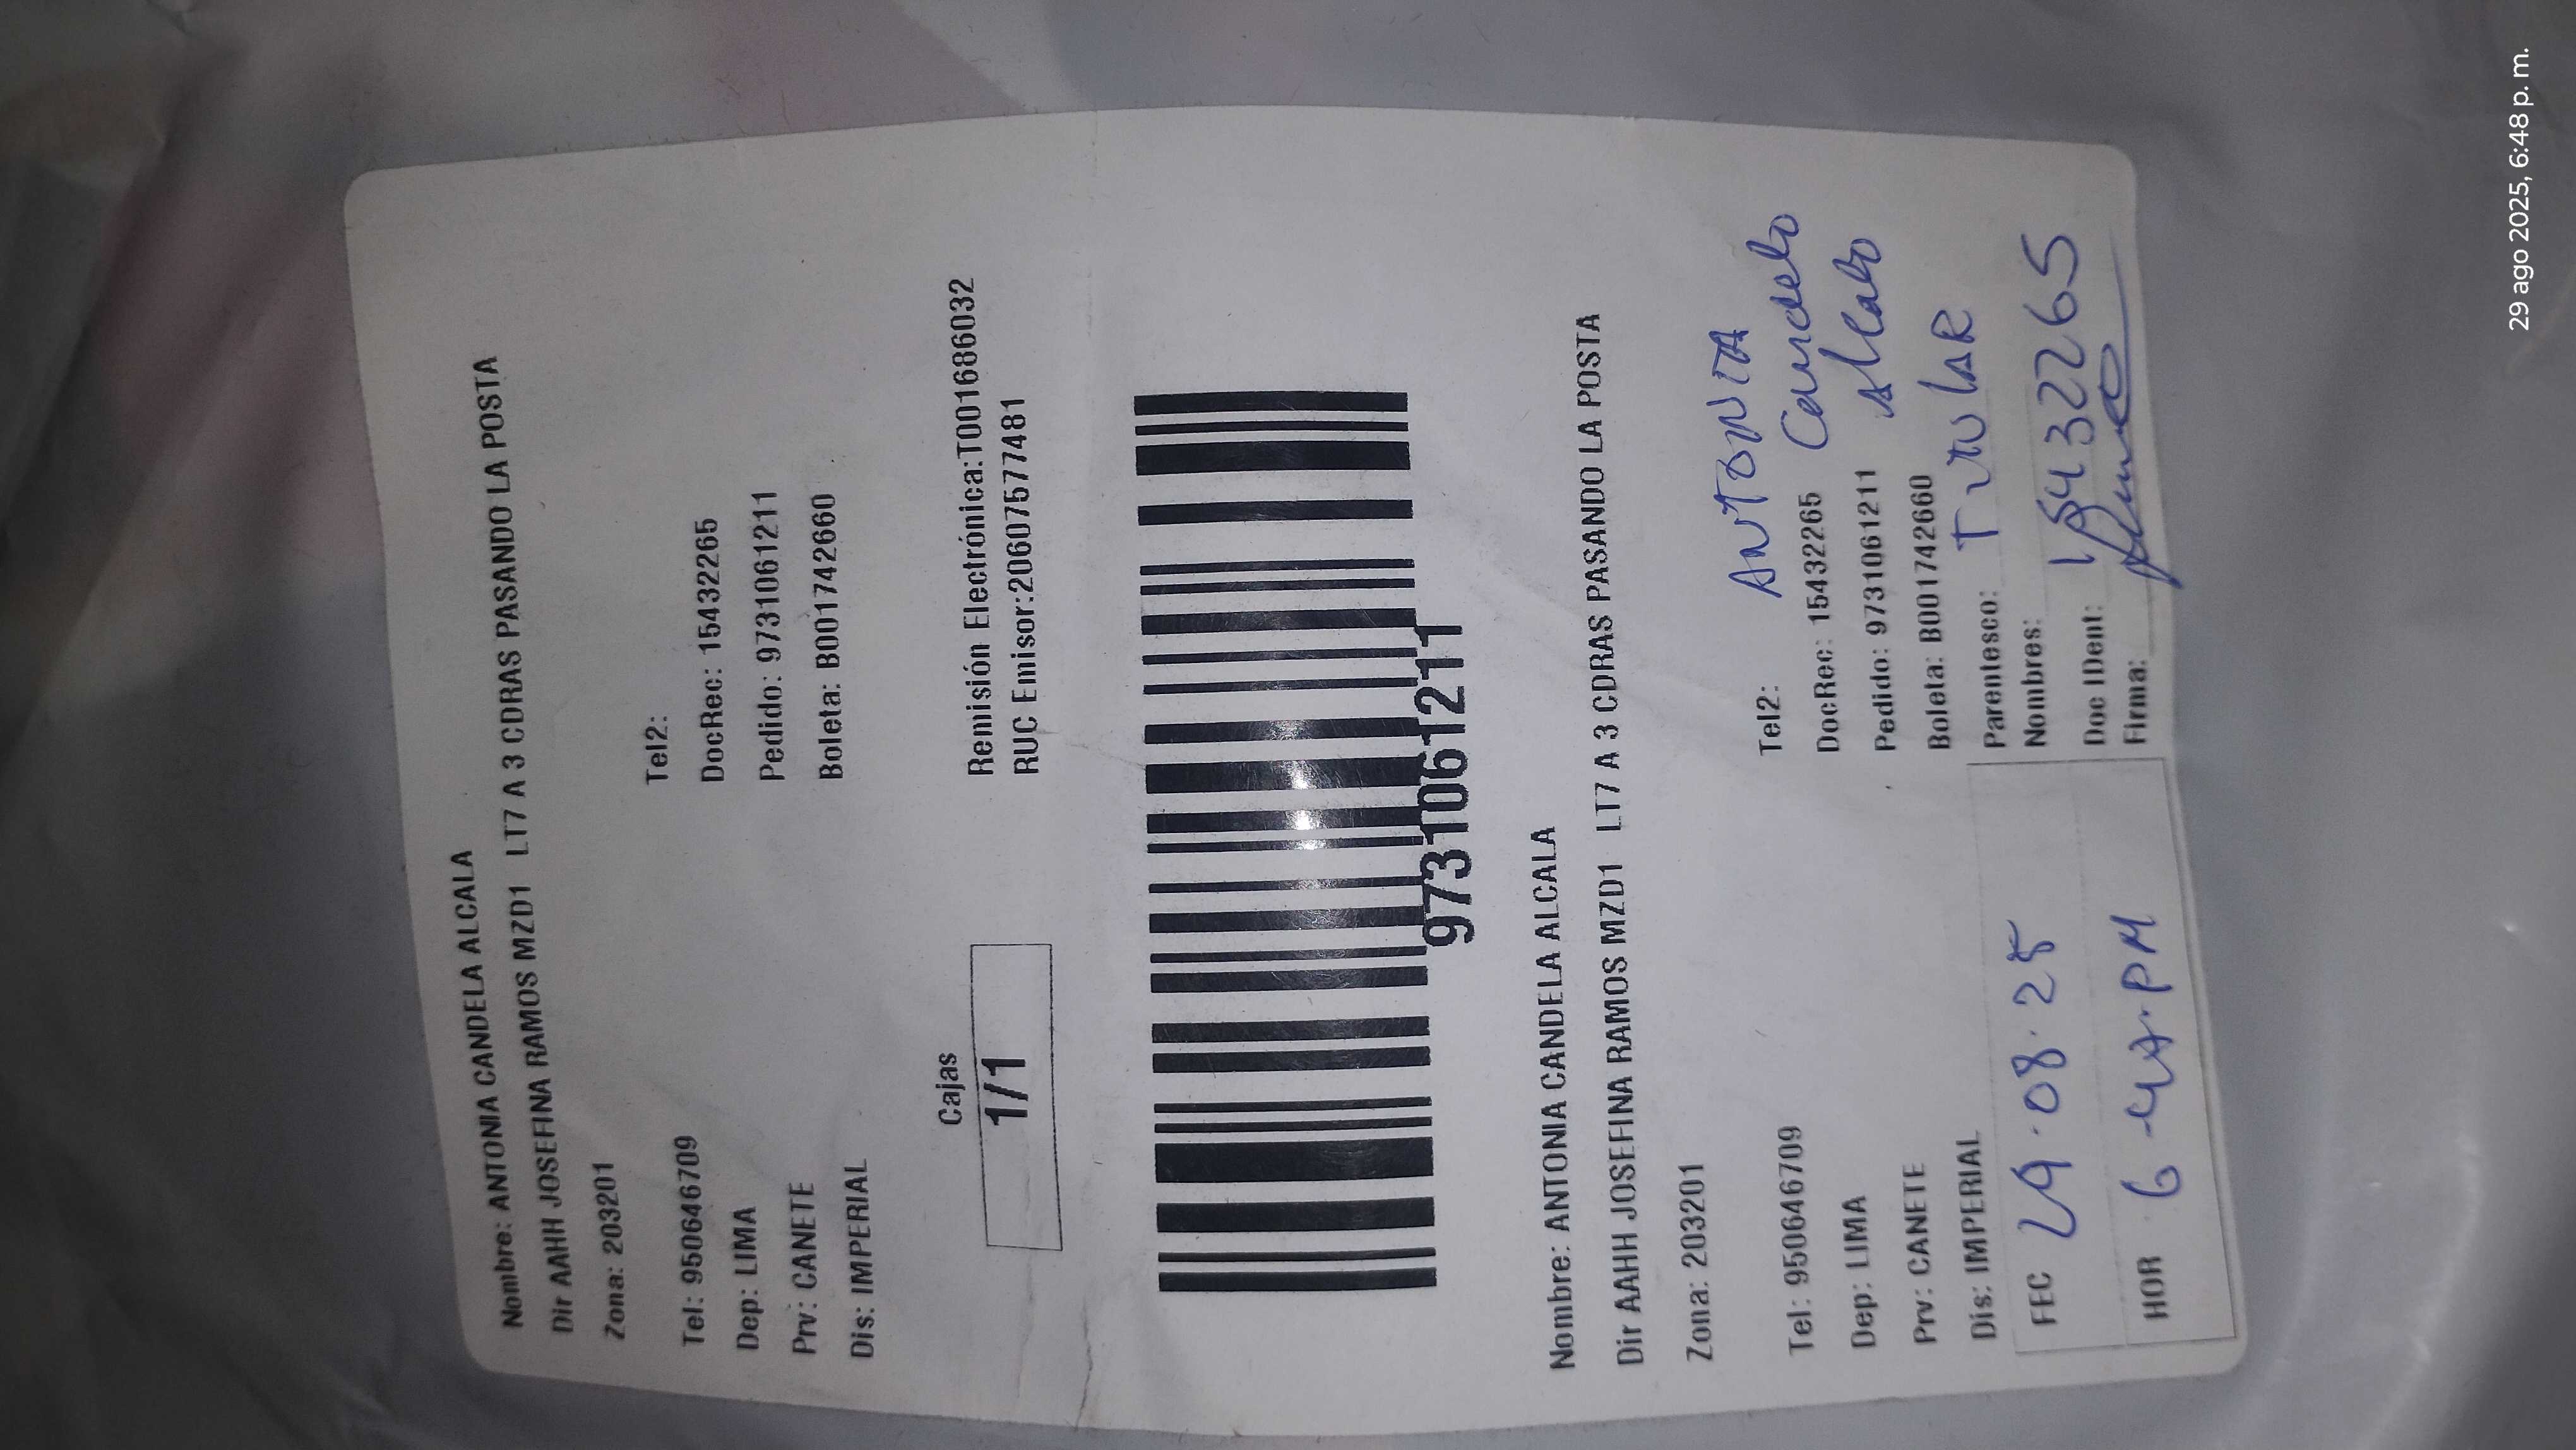 Nombre: ANTONIA CANDELA ALCALA
Dir AAHH JOSEFINA RAMOS MZD1 LT7 A 3 CDRAS PASANDO LA POSTA
Zona: 203201
Tel: 950646709 Tel2:
Dep: LIMA DocRec: 15432265
Prv: CANETE Pedido: 9731061211
Dis: IMPERIAL Boleta: B001742660
Cajas
1/1
Remisión Electrónica:T001686032
RUC Emisor:20607577481
9731061211
Nombre: ANTONIA CANDELA ALCALA
Dir AAHH JOSEFINA RAMOS MZD1 LT7 A 3 CDRAS PASANDO LA POSTA
Zona: 203201
Tel: 950646709 Tel2: ANTONIA
Dep: LIMA DocRec: 15432265
Prv: CANETE Pedido: 9731061211
Dis: IMPERIAL Boleta: B001742660
Parentesco: TITULAR
Nombres:
Doc IDent: 15432265
Firma:
FEC 29.08.25
HOR 6 PM
29 ago 2025, 6:48 p. m.